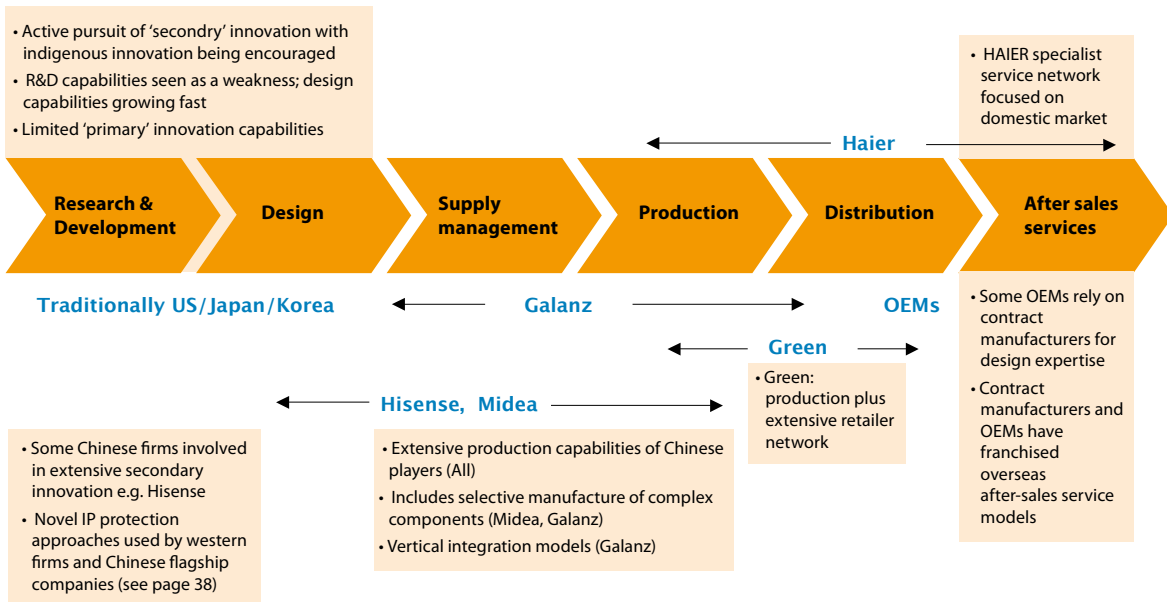 • Active pursuit of ‘secondry’ innovation with
indigenous innovation being encouraged
• R&D capabilities seen as a weakness; design
capabilities growing fast
• Limited ‘primary’ innovation capabilities
• HAIER specialist
service network
focused on
domestic market
Haier
Research &
Development
Design
Supply
management
Production
Distribution
After sales
services
Traditionally US/Japan/Korea
Galanz
OEMs
Green
• Green:
production plus
extensive retailer
network
• Some OEMs rely on
contract
manufacturers for
design expertise
• Contract
manufacturers and
OEMs have
franchised
overseas
after-sales service
models
Hisense, Midea
• Some Chinese firms involved
in extensive secondary
innovation e.g. Hisense
• Novel IP protection
approaches used by western
firms and Chinese flagship
companies (see page 38)
• Extensive production capabilities of Chinese
players (All)
• Includes selective manufacture of complex
components (Midea, Galanz)
• Vertical integration models (Galanz)